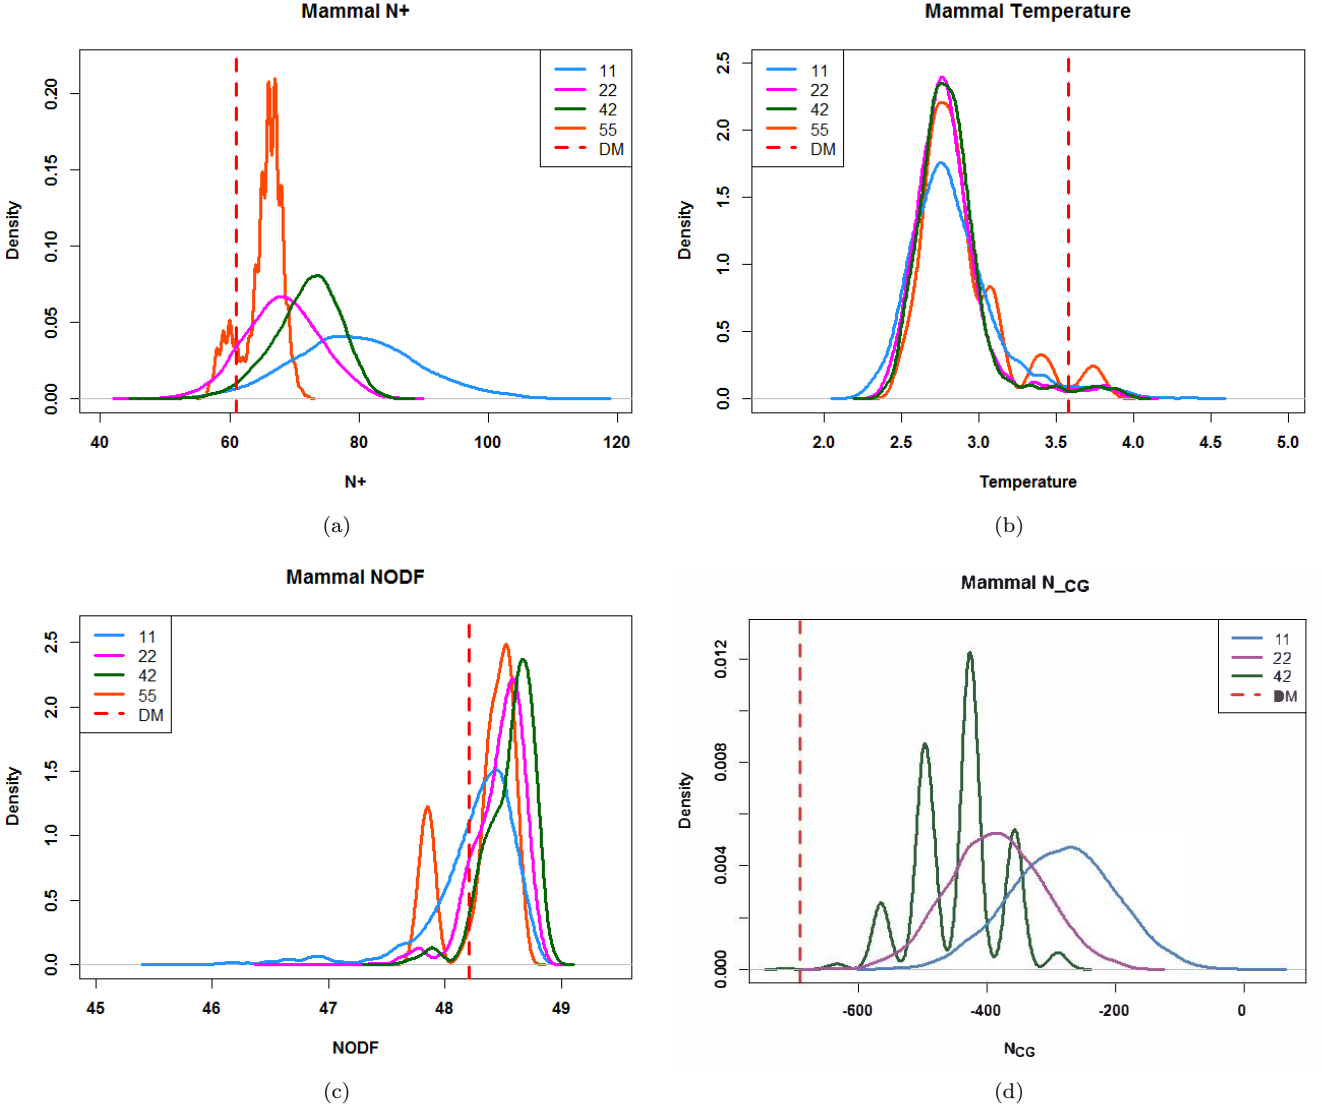 Mammal N+
Density
0.00 0.05 0.10 0.15 0.20
11
22
42
55
DM
40 60 80 100 120
N+
(a)
Mammal Temperature
Density
0.0 0.5 1.0 1.5 2.0 2.5
11
22
42
55
DM
2.0 2.5 3.0 3.5 4.0 4.5 5.0
Temperature
(b)
Mammal NODF
Density
0.0 0.5 1.0 1.5 2.0 2.5
11
22
42
55
DM
45 46 47 48 49
NODF
(c)
Mammal N_CG
Density
0.000 0.004 0.008 0.012
11
22
42
DM
-600 -400 -200 0
NCG
(d)